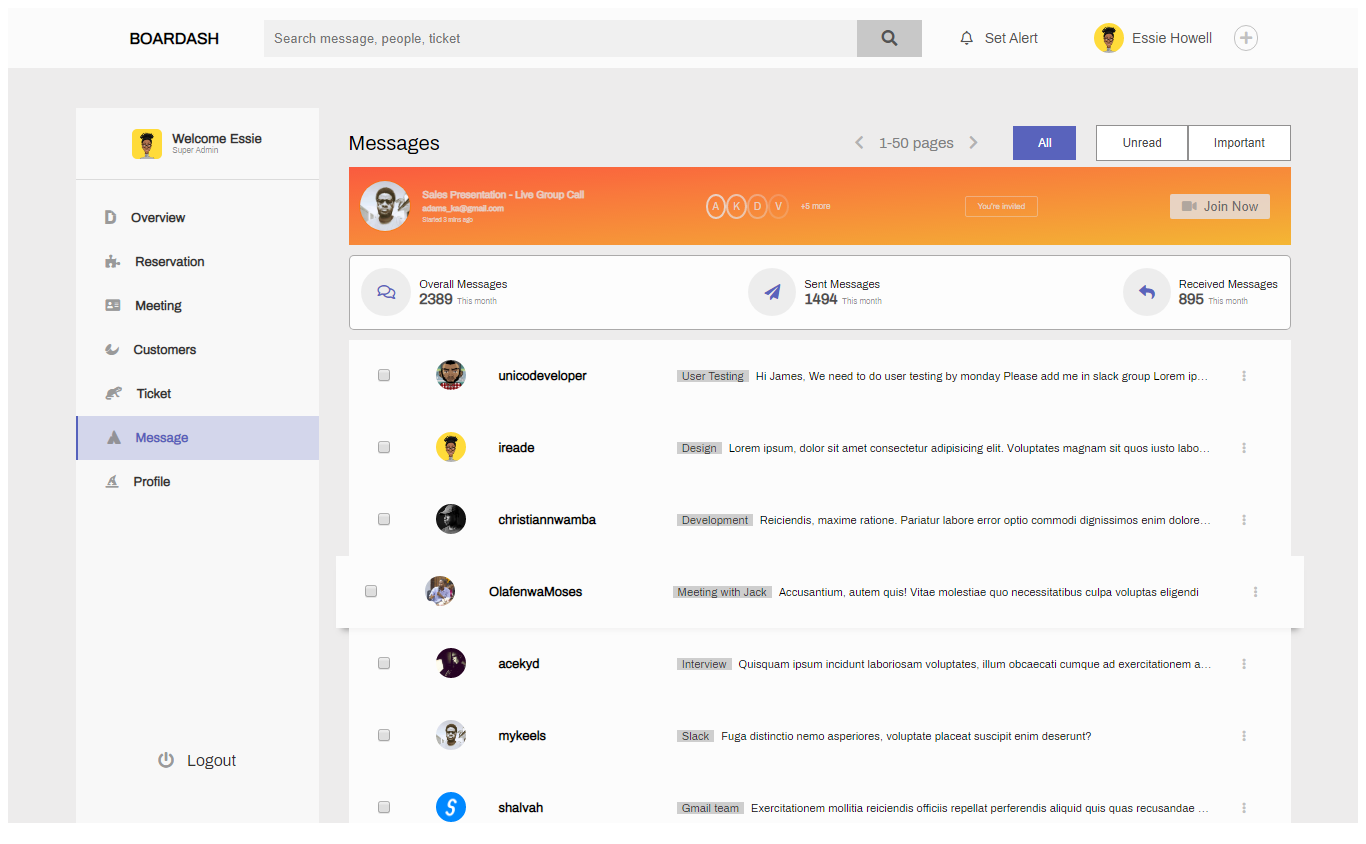 BOARDASH
Search message, people, ticket
Set Alert
Essie Howell
Welcome Essie
Super Admin
Overview
Reservation
Meeting
Customers
Ticket
Message
Profile
Logout
Messages
1-50 pages
All
Unread
Important
Sales Presentation - Live Group Call
adams_ka@gmail.com
Started 3 mins ago
A K D V +5 more
You're invited
Join Now
Overall Messages
2389 This month
Sent Messages
1494 This month
Received Messages
895 This month
unicodeveloper User Testing Hi James, We need to do user testing by monday Please add me in slack group Lorem ip...
ireade Design Lorem ipsum, dolor sit amet consectetur adipisicing elit. Voluptates magnam sit quos iusto labo...
christiannwamba Development Reiciendis, maxime ratione. Pariatur labore error optio commodi dignissimos enim dolore...
OlafenwaMoses Meeting with Jack Accusantium, autem quis! Vitae molestiae quo necessitatibus culpa voluptas eligendi
acekyd Interview Quisquam ipsum incidunt laboriosam voluptates, illum obcaecati cumque ad exercitationem a...
mykeels Slack Fuga distinctio nemo asperiores, voluptate placeat suscipit enim deserunt?
shalvah Gmail team Exercitationem mollitia reiciendis officiis repellat perferendis aliquid quis quas recusandae ...